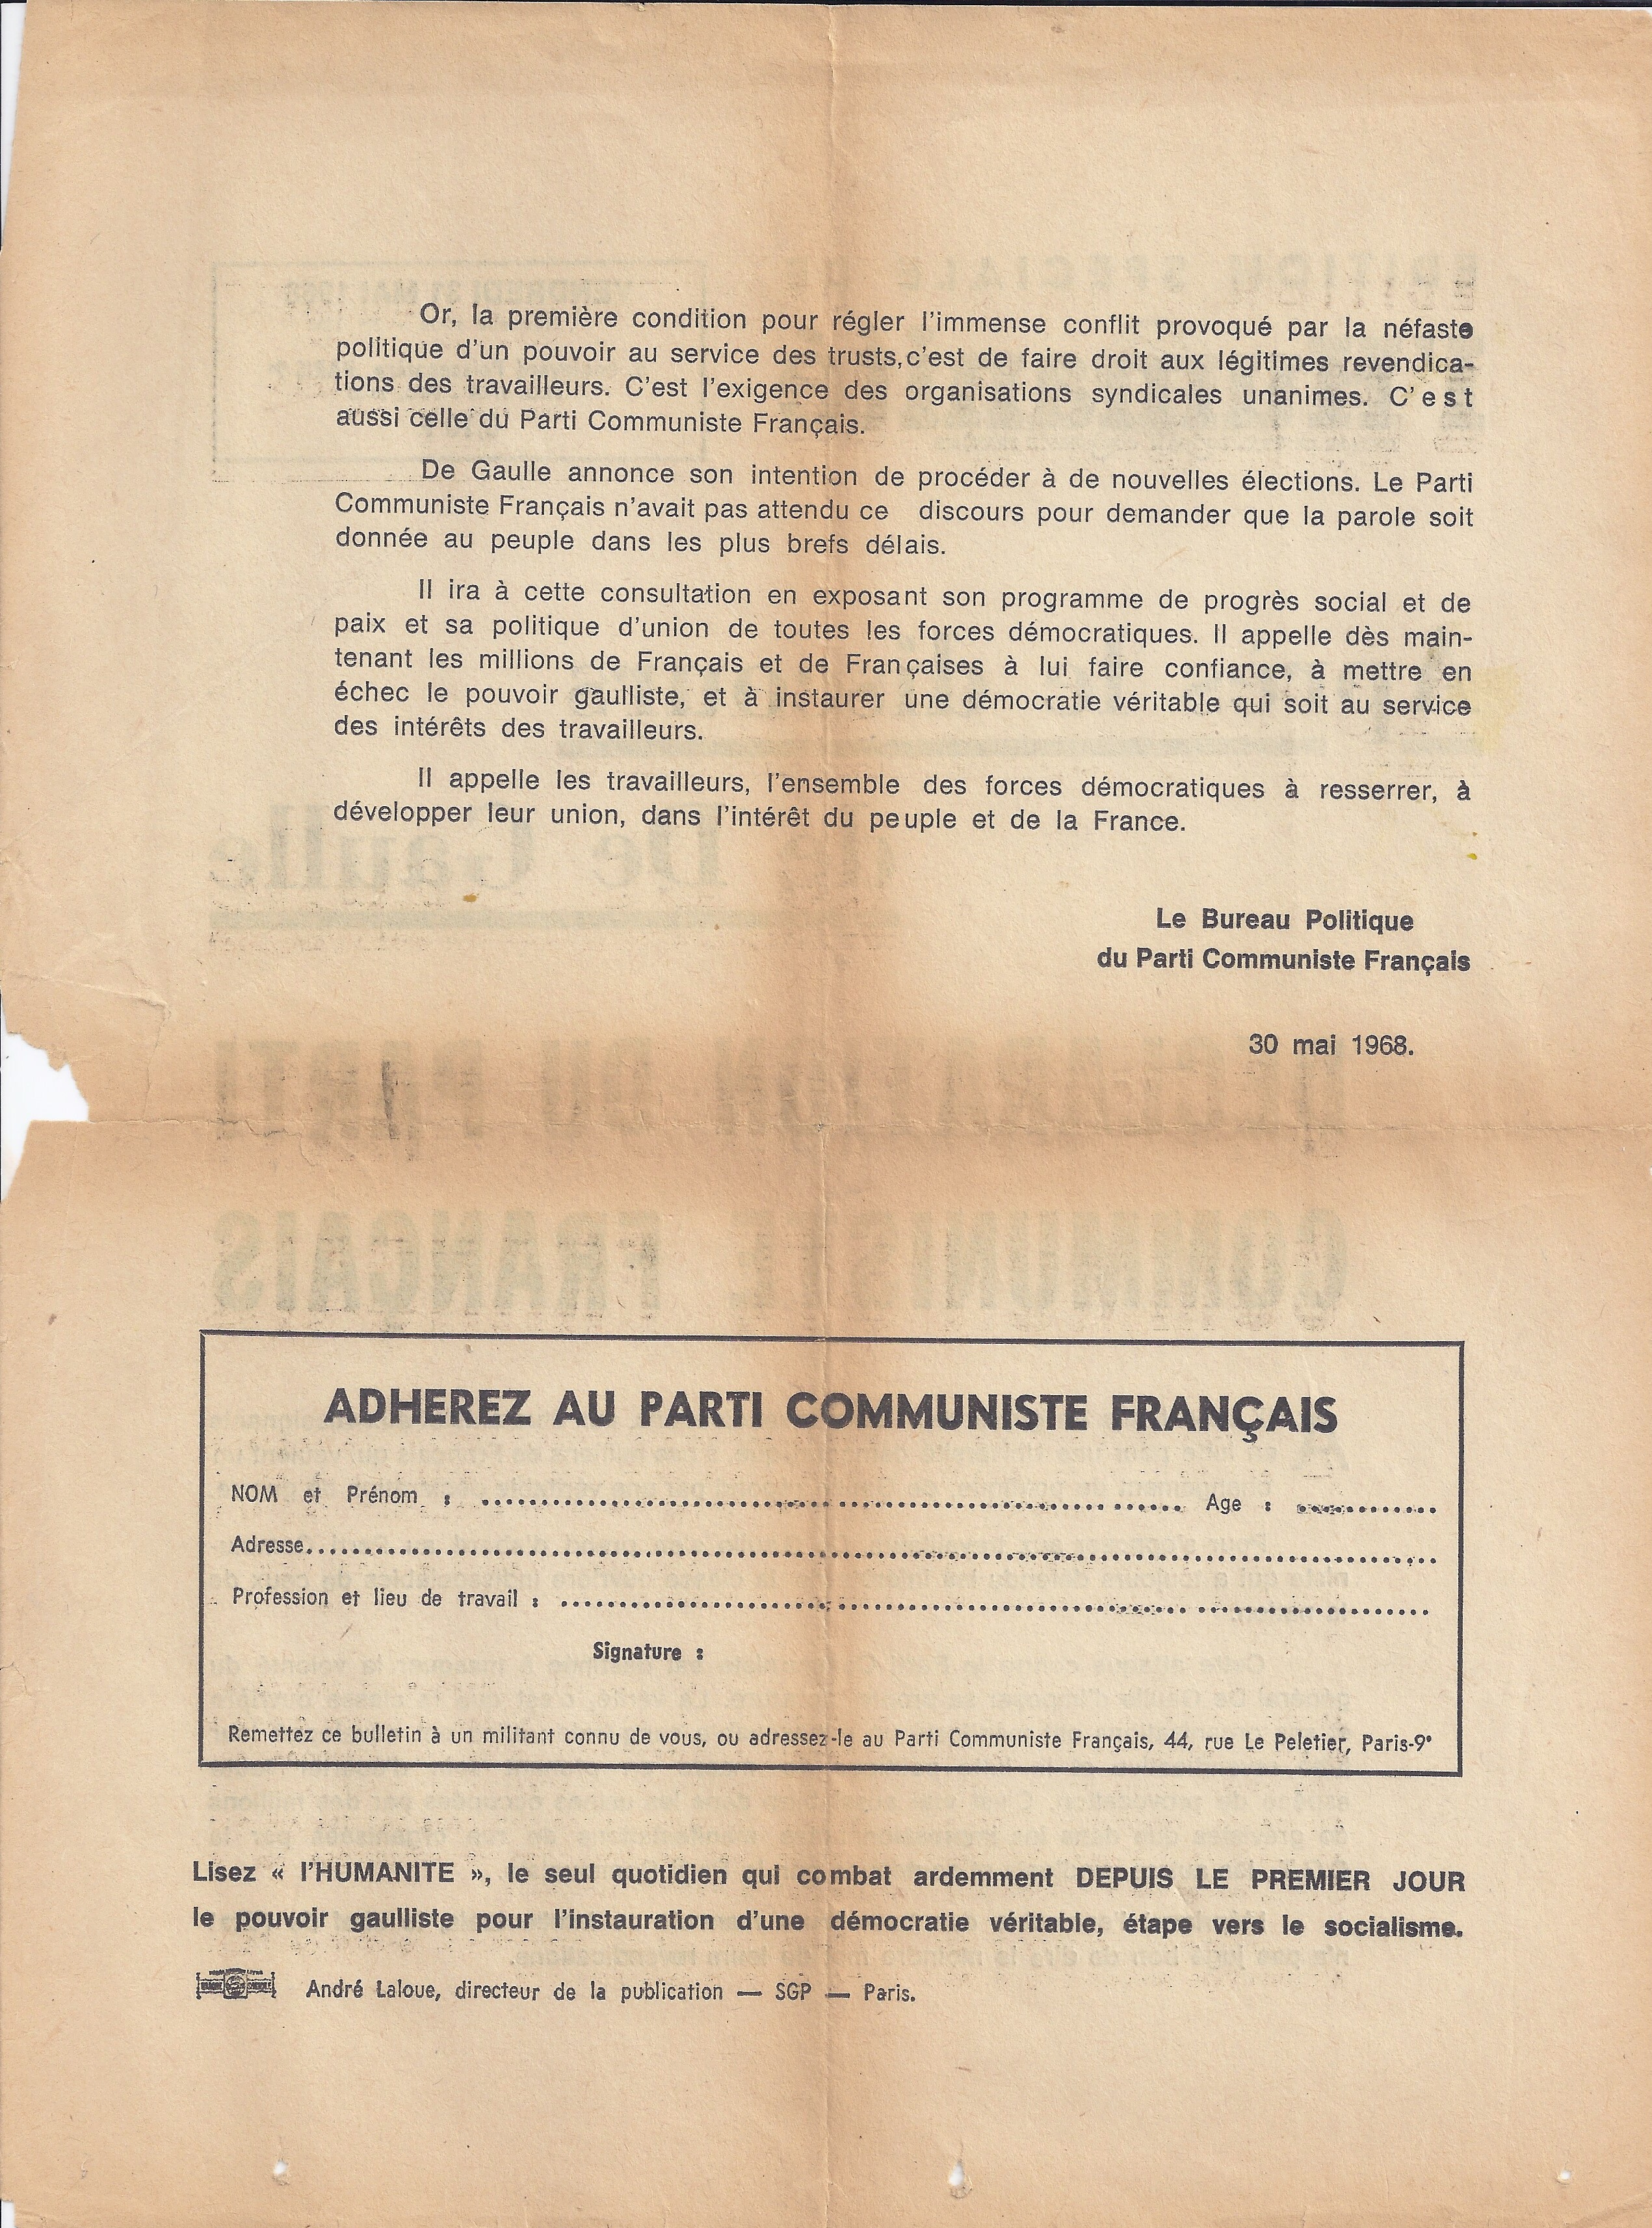 Or, la première condition pour régler l'immense conflit provoqué par la néfaste
politique d'un pouvoir au service des trusts,c'est de faire droit aux légitimes revendica-
tions des travailleurs. C'est l'exigence des organisations syndicales unanimes. C'est
aussi celle du Parti Communiste Français.
De Gaulle annonce son intention de procéder à de nouvelles élections. Le Parti
Communiste Français n'avait pas attendu ce discours pour demander que la parole soit
donnée au peuple dans les plus brefs délais.
Il ira à cette consultation en exposant son programme de progrès social et de
paix et sa politique d'union de toutes les forces démocratiques. Il appelle dès main-
tenant les millions de Français et de Françaises à lui faire confiance, à mettre en
échec le pouvoir gaulliste, et à instaurer une démocratie véritable qui soit au service
des intérêts des travailleurs.
Il appelle les travailleurs, l'ensemble des forces démocratiques à resserrer, à
développer leur union, dans l'intérêt du peuple et de la France.
Le Bureau Politique
du Parti Communiste Français
30 mai 1968.
ADHEREZ AU PARTI COMMUNISTE FRANÇAIS
NOM et Prénom : ........................................ Age : ............
Adresse............................................................
Profession et lieu de travail : ........................................
Signature :
Remettez ce bulletin à un militant connu de vous, ou adressez-le au Parti Communiste Français, 44, rue Le Peletier, Paris-9e
Lisez « l'HUMANITE », le seul quotidien qui combat ardemment DEPUIS LE PREMIER JOUR
le pouvoir gaulliste pour l'instauration d'une démocratie véritable, étape vers le socialisme.
André Laloue, directeur de la publication — SGP — Paris.